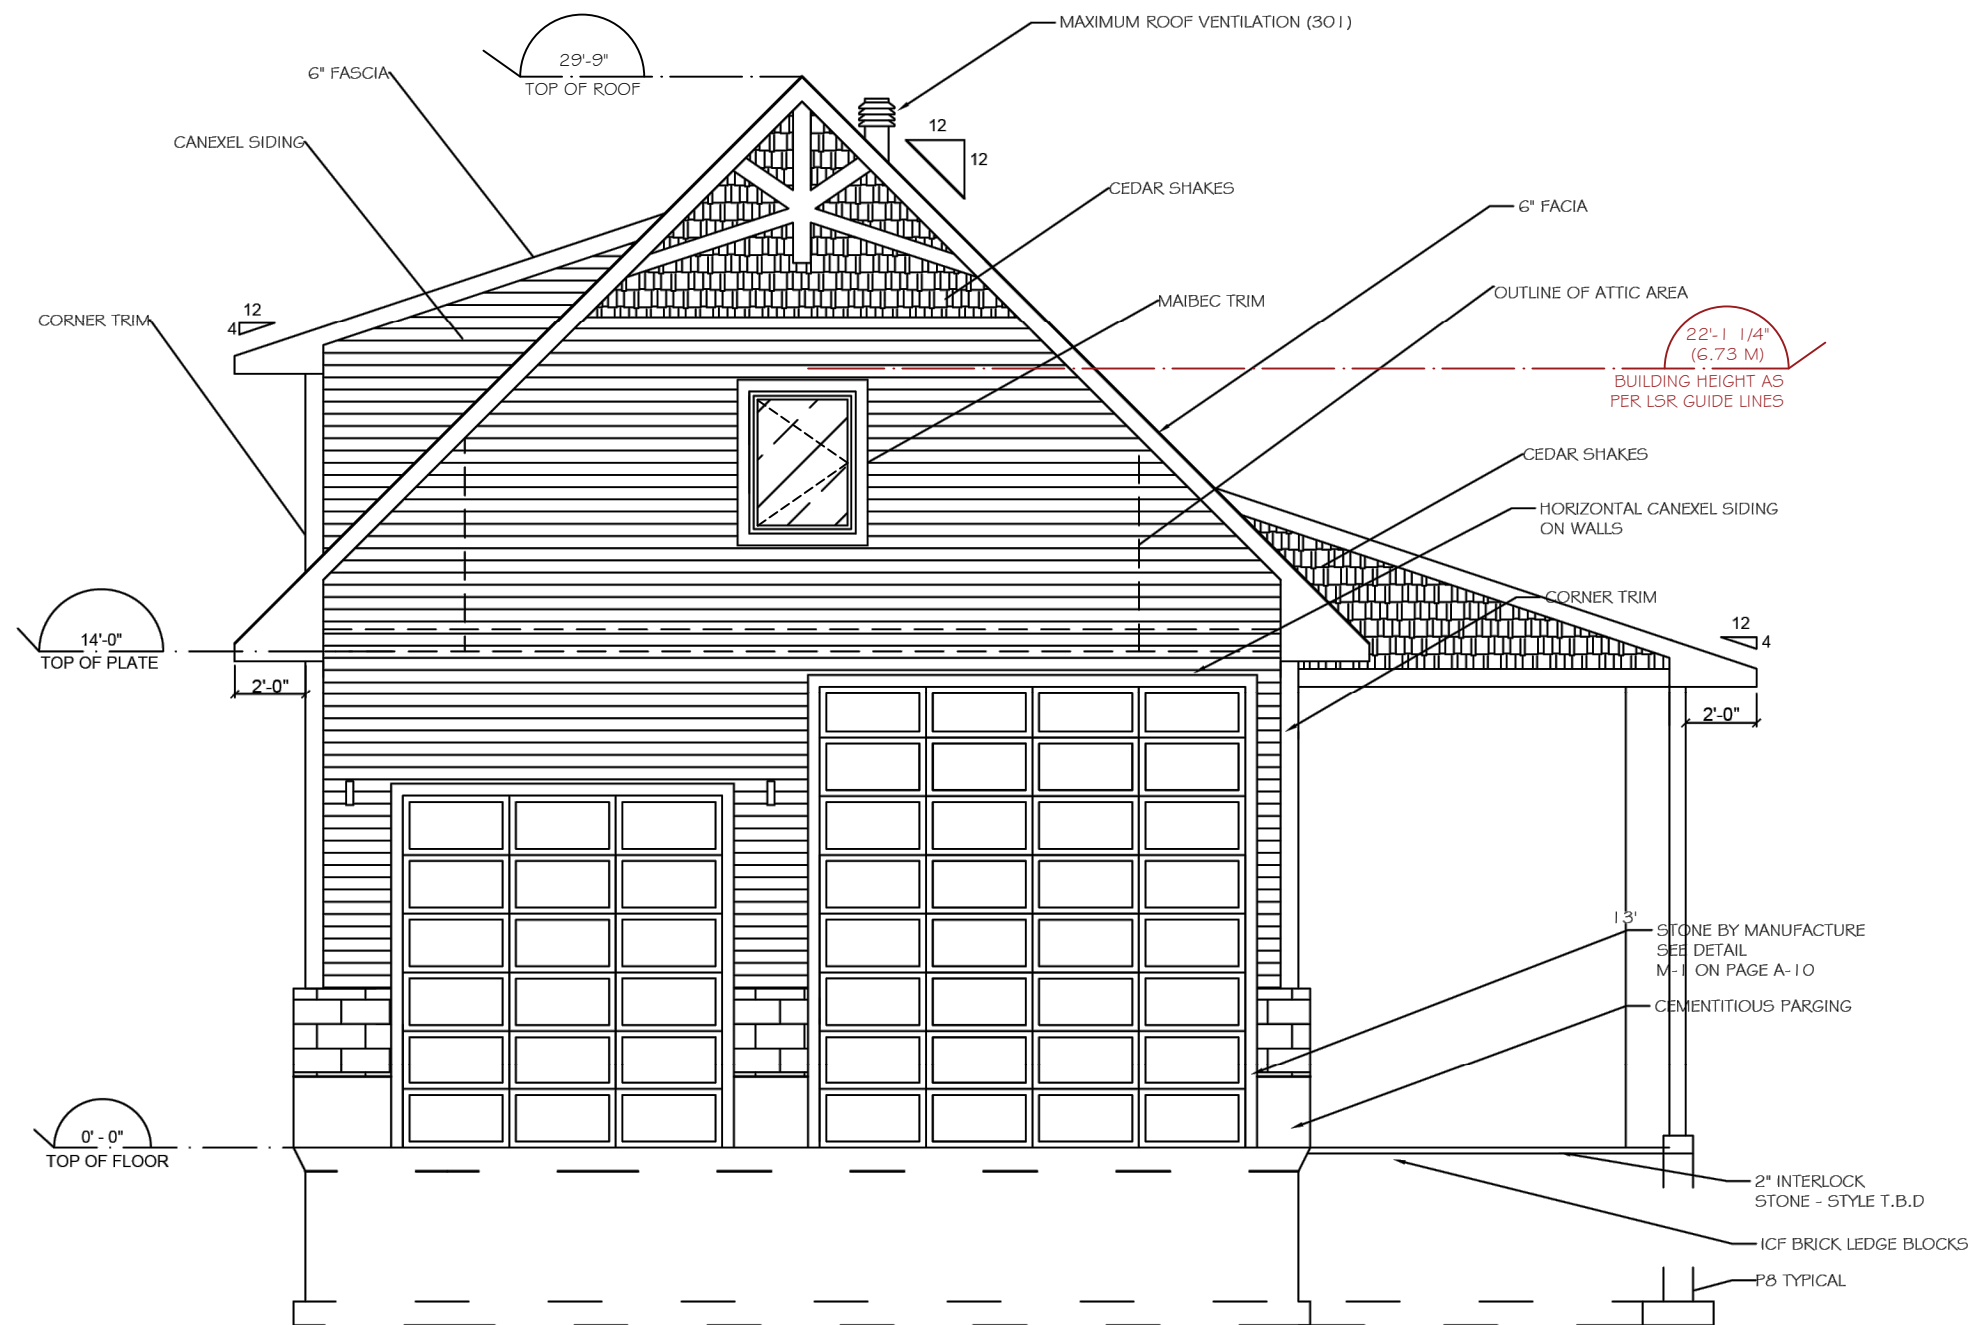 MAXIMUM ROOF VENTILATION (301)
29'-9"
TOP OF ROOF
6" FASCIA
CANEXEL SIDING
12
12
CEDAR SHAKES
6" FACIA
MAIBEC TRIM
OUTLINE OF ATTIC AREA
12
4
CORNER TRIM
22'-1 1/4"
(6.73 M)
BUILDING HEIGHT AS
PER LSR GUIDE LINES
CEDAR SHAKES
HORIZONTAL CANEXEL SIDING
ON WALLS
CORNER TRIM
12
4
14'-0"
TOP OF PLATE
2'-0"
2'-0"
13'
STONE BY MANUFACTURE
SEE DETAIL
M-1 ON PAGE A-10
CEMENTITIOUS PARGING
0' - 0"
TOP OF FLOOR
2" INTERLOCK
STONE - STYLE T.B.D
ICF BRICK LEDGE BLOCKS
P8 TYPICAL